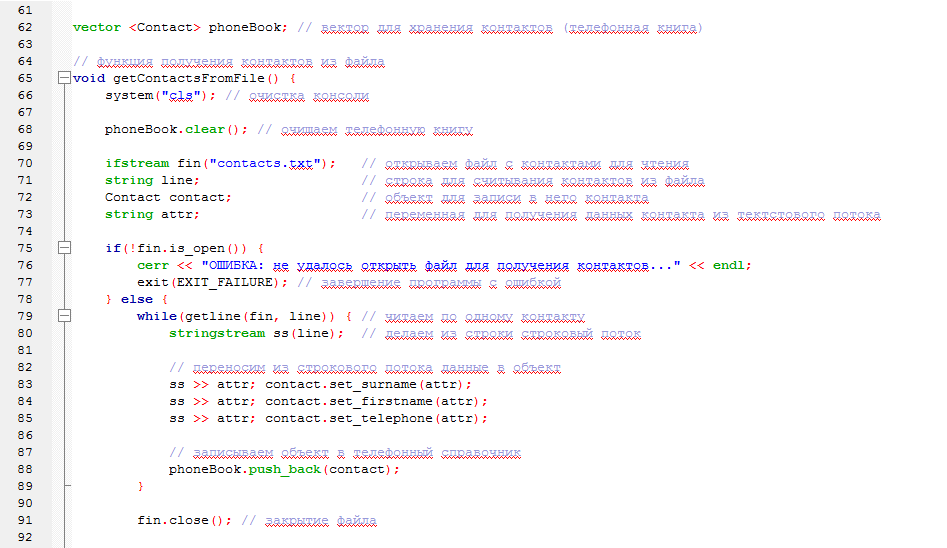 61
62 vector <Contact> phoneBook; // вектор для хранения контактов (телефонная книга)
63
64 // функция получения контактов из файла
65 void getContactsFromFile() {
66 system("cls"); // очистка консоли
67
68 phoneBook.clear(); // очищаем телефонную книгу
69
70 ifstream fin("contacts.txt"); // открываем файл с контактами для чтения
71 string line; // строка для считывания контактов из файла
72 Contact contact; // объект для записи в него контакта
73 string attr; // переменная для получения данных контакта из тектстового потока
74
75 if(!fin.is_open()) {
76 cerr << "ОШИБКА: не удалось открыть файл для получения контактов..." << endl;
77 exit(EXIT_FAILURE); // завершение программы с ошибкой
78 } else {
79 while(getline(fin, line)) { // читаем по одному контакту
80 stringstream ss(line); // делаем из строки строковый поток
81
82 // переносим из строкового потока данные в объект
83 ss >> attr; contact.set_surname(attr);
84 ss >> attr; contact.set_firstname(attr);
85 ss >> attr; contact.set_telephone(attr);
86
87 // записываем объект в телефонный справочник
88 phoneBook.push_back(contact);
89 }
90
91 fin.close(); // закрытие файла
92